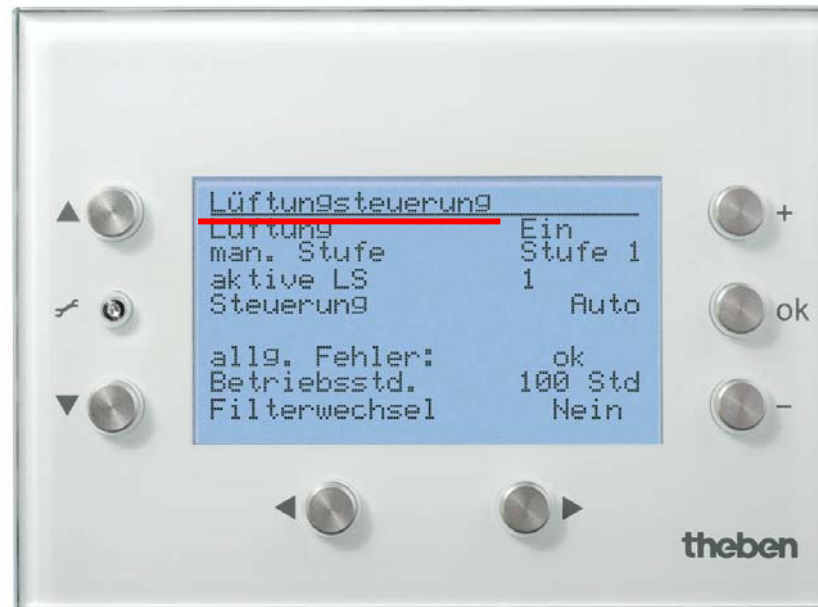 Lüftungsteuerung
Lüftung Ein
man. Stufe Stufe 1
aktive LS 1
Steuerung Auto
allg. Fehler: ok
Betriebsstd. 100 Std
Filterwechsel Nein
+
ok
-
theben